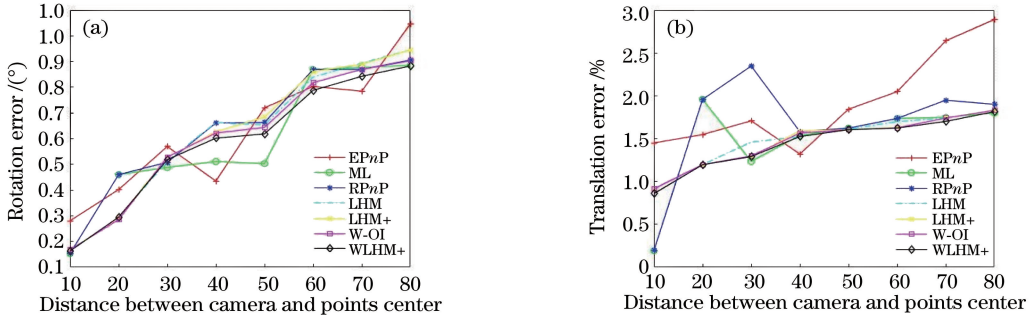 (a)
Rotation error /(°)
1.0
0.9
0.8
0.7
0.6
0.5
0.4
0.3
0.2
0.1
EPnP
ML
RPnP
LHM
LHM+
W-OI
WLHM+
10 20 30 40 50 60 70 80
Distance between camera and points center
(b)
Translation error /%
3.0
2.5
2.0
1.5
1.0
0.5
0
EPnP
ML
RPnP
LHM
LHM+
W-OI
WLHM+
10 20 30 40 50 60 70 80
Distance between camera and points center